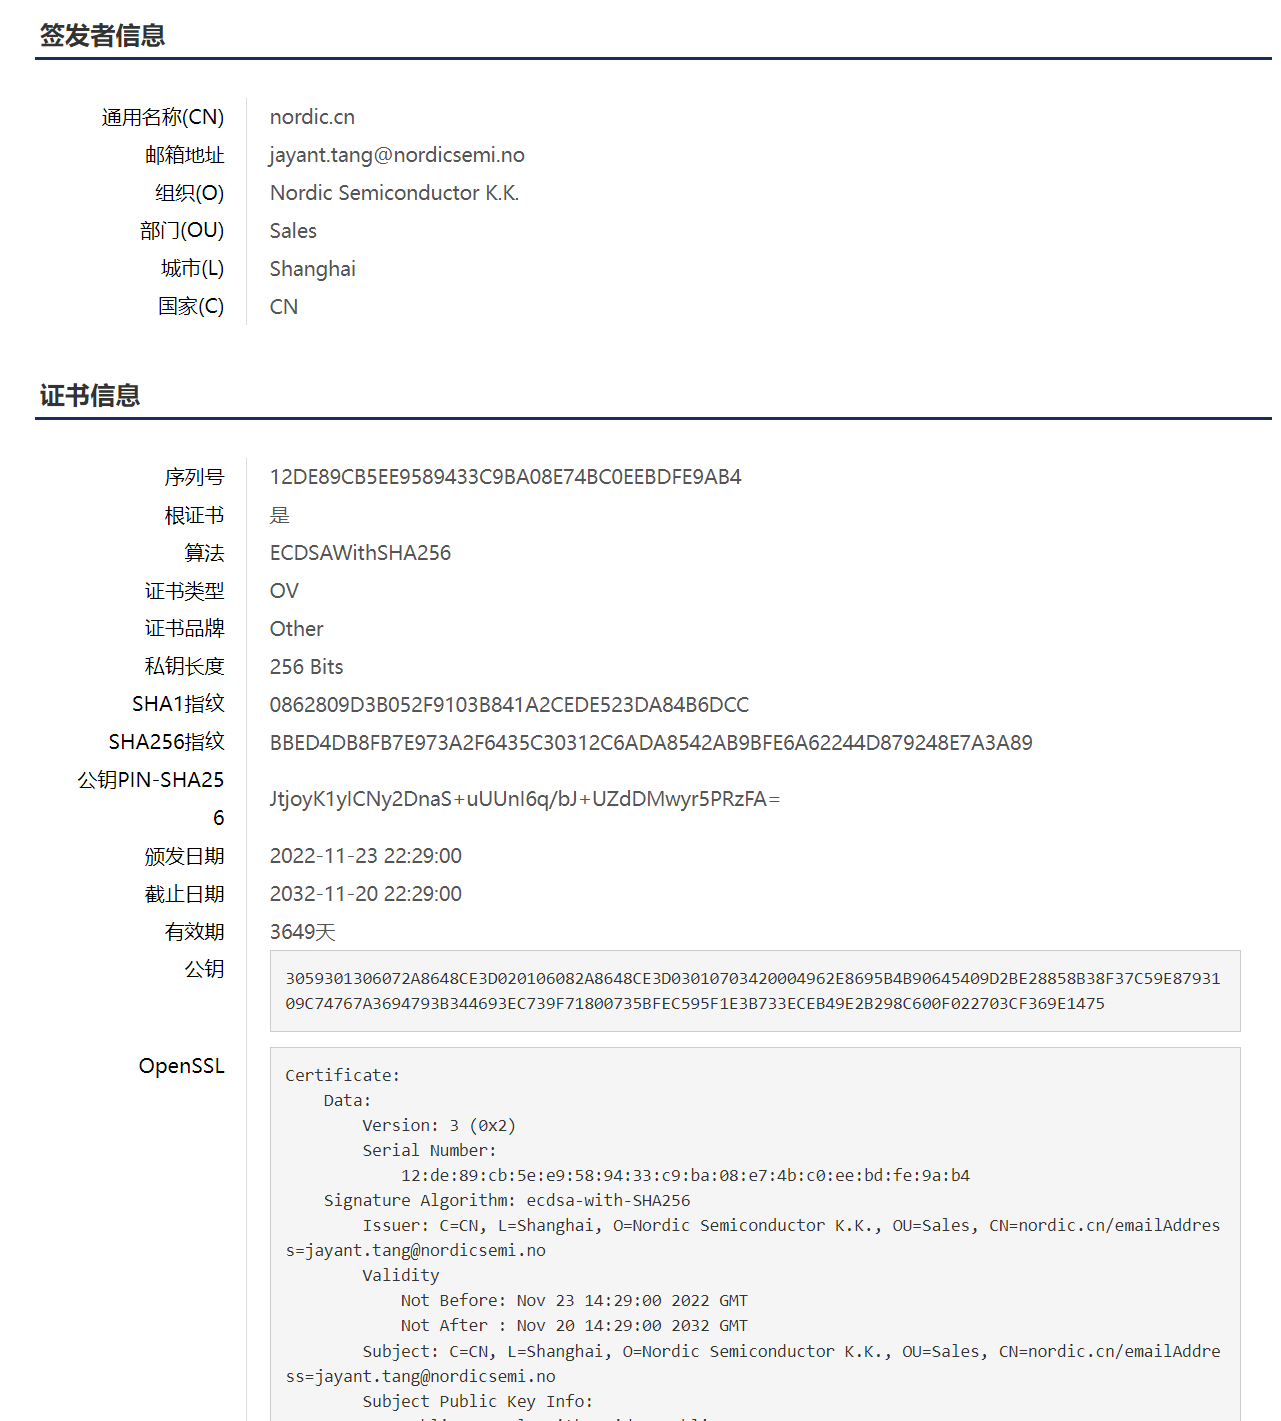 签发者信息
通用名称(CN) nordic.cn
邮箱地址 jayant.tang@nordicsemi.no
组织(O) Nordic Semiconductor K.K.
部门(OU) Sales
城市(L) Shanghai
国家(C) CN
证书信息
序列号 12DE89CB5EE9589433C9BA08E74BC0EEBDFE9AB4
根证书 是
算法 ECDSAWithSHA256
证书类型 OV
证书品牌 Other
私钥长度 256 Bits
SHA1指纹 0862809D3B052F9103B841A2CEDE523DA84B6DCC
SHA256指纹 BBED4DB8FB7E973A2F6435C30312C6ADA8542AB9BFE6A62244D879248E7A3A89
公钥PIN-SHA25
6
JtjoyK1yICNy2DnaS+uUUnI6q/bJ+UZdDMwyr5PRzFA=
颁发日期 2022-11-23 22:29:00
截止日期 2032-11-20 22:29:00
有效期 3649天
公钥
3059301306072A8648CE3D020106082A8648CE3D03010703420004962E8695B4B90645409D2BE28858B38F37C59E87931
09C74767A3694793B344693EC739F71800735BFEC595F1E3B733ECEB49E2B298C600F022703CF369E1475
OpenSSL
Certificate:
Data:
Version: 3 (0x2)
Serial Number:
12:de:89:cb:5e:e9:58:94:33:c9:ba:08:e7:4b:c0:ee:bd:fe:9a:b4
Signature Algorithm: ecdsa-with-SHA256
Issuer: C=CN, L=Shanghai, O=Nordic Semiconductor K.K., OU=Sales, CN=nordic.cn/emailAddres
s=jayant.tang@nordicsemi.no
Validity
Not Before: Nov 23 14:29:00 2022 GMT
Not After : Nov 20 14:29:00 2032 GMT
Subject: C=CN, L=Shanghai, O=Nordic Semiconductor K.K., OU=Sales, CN=nordic.cn/emailAddre
ss=jayant.tang@nordicsemi.no
Subject Public Key Info: